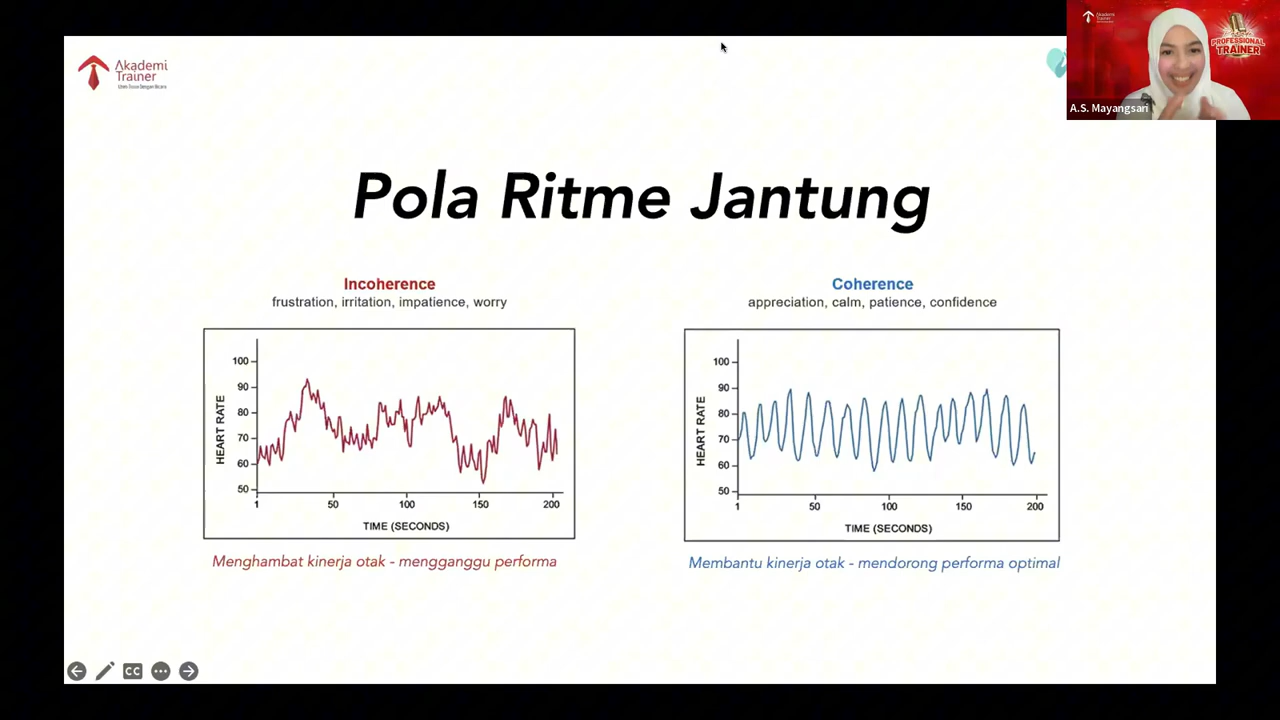 Akademi
Trainer
Akademi
Trainer
PROFESSIONAL
TRAINER
A.S. Mayangsari
Pola Ritme Jantung
Incoherence
frustration, irritation, impatience, worry
HEART RATE
100
90
80
70
60
50
1 50 100 150 200
TIME (SECONDS)
Menghambat kinerja otak - mengganggu performa
Coherence
appreciation, calm, patience, confidence
HEART RATE
100
90
80
70
60
50
1 50 100 150 200
TIME (SECONDS)
Membantu kinerja otak - mendorong performa optimal
CC